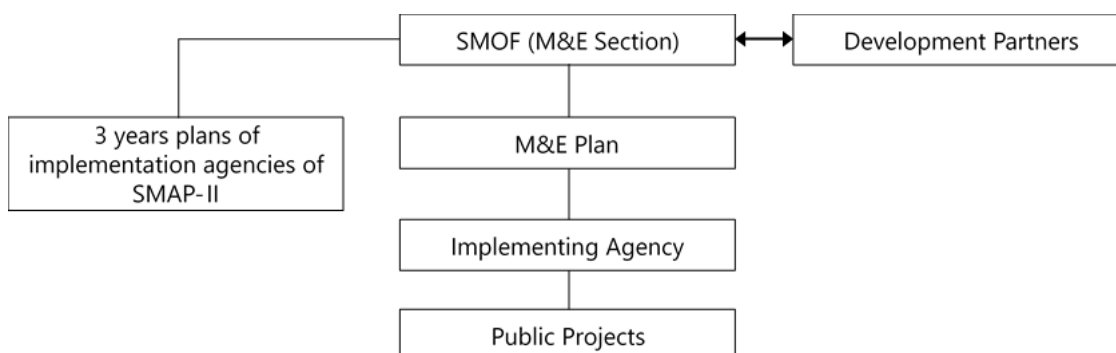 SMOF (M&E Section)
Development Partners
3 years plans of
implementation agencies of
SMAP-II
M&E Plan
Implementing Agency
Public Projects